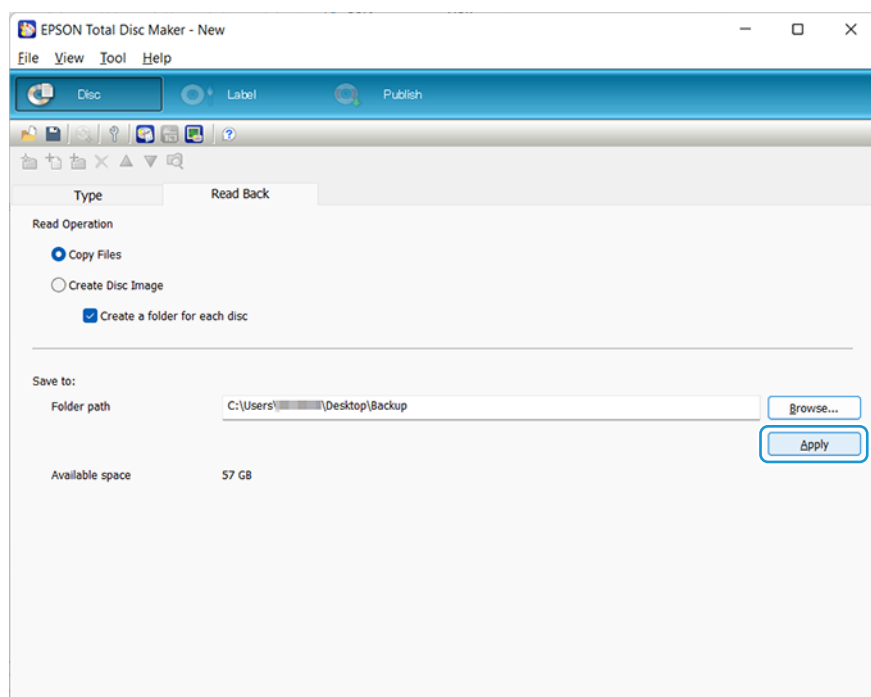 EPSON Total Disc Maker - New
File View Tool Help
Disc Label Publish
Type Read Back
Read Operation
Copy Files
Create Disc Image
Create a folder for each disc
Save to:
Folder path C:\Users\ \Desktop\Backup Browse...
Apply
Available space 57 GB